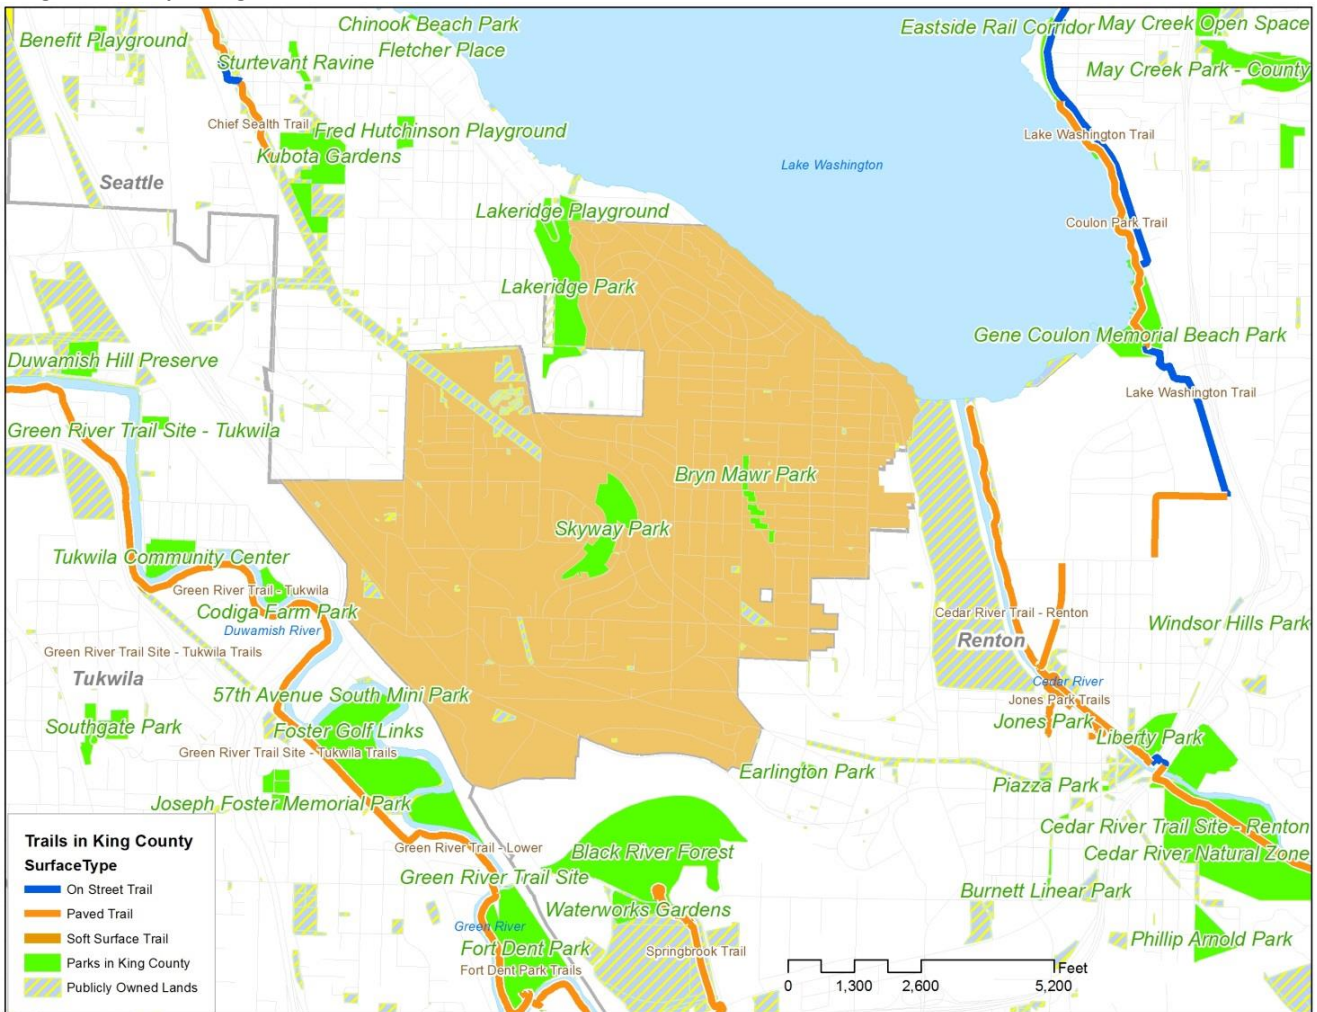 Chinook Beach Park
Eastside Rail Corridor
May Creek Open Space
Benefit Playground
Fletcher Place
Sturtevant Ravine
May Creek Park - County
Chief Sealth Trail
Fred Hutchinson Playground
Lake Washington Trail
Kubota Gardens
Lake Washington
Seattle
Lakeridge Playground
Coulon Park Trail
Lakeridge Park
Gene Coulon Memorial Beach Park
Duwamish Hill Preserve
Lake Washington Trail
Green River Trail Site - Tukwila
Bryn Mawr Park
Skyway Park
Tukwila Community Center
Green River Trail - Tukwila
Codiga Farm Park
Cedar River Trail - Renton
Windsor Hills Park
Duwamish River
Renton
Green River Trail Site - Tukwila Trails
Tukwila
Cedar River
57th Avenue South Mini Park
Jones Park Trails
Jones Park
Southgate Park
Foster Golf Links
Liberty Park
Green River Trail Site - Tukwila Trails
Earlington Park
Piazza Park
Joseph Foster Memorial Park
Cedar River Trail Site - Renton
Green River Trail - Lower
Black River Forest
Cedar River Natural Zone
Green River Trail Site
Burnett Linear Park
Waterworks Gardens
Green River
Phillip Arnold Park
Fort Dent Park
Springbrook Trail
Fort Dent Park Trails
Trails in King County
SurfaceType
On Street Trail
Paved Trail
Soft Surface Trail
Parks in King County
Publicly Owned Lands
Feet
0 1,300 2,600 5,200